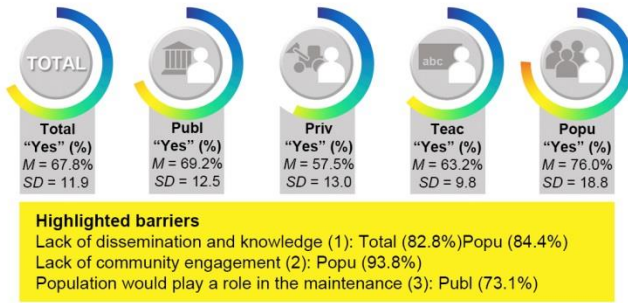 TOTAL
abc
Total
"Yes" (%)
M = 67.8%
SD = 11.9
Publ
"Yes" (%)
M = 69.2%
SD = 12.5
Priv
"Yes" (%)
M = 57.5%
SD = 13.0
Teac
"Yes" (%)
M = 63.2%
SD = 9.8
Popu
"Yes" (%)
M = 76.0%
SD = 18.8
Highlighted barriers
Lack of dissemination and knowledge (1): Total (82.8%)Popu (84.4%)
Lack of community engagement (2): Popu (93.8%)
Population would play a role in the maintenance (3): Publ (73.1%)